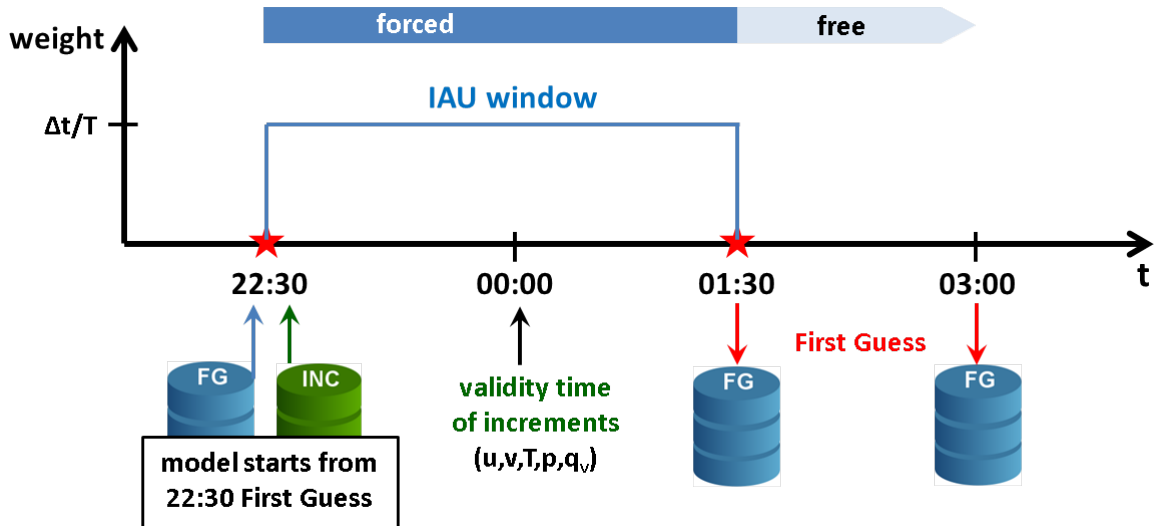 forced
free
weight
IAU window
Δt/T
22:30
00:00
01:30
03:00
t
First Guess
FG
INC
FG
FG
validity time
of increments
(u,v,T,p,qᵥ)
model starts from
22:30 First Guess